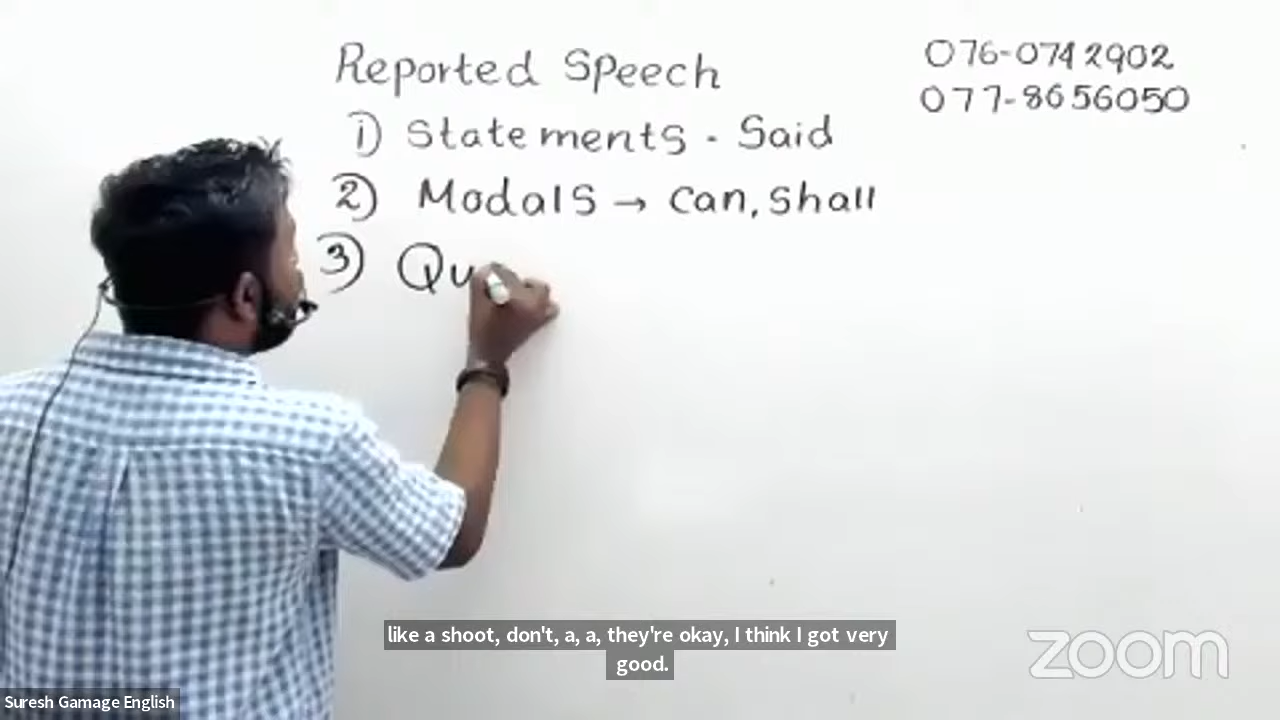 Reported Speech
076-0742902
077-8656050
1) Statements - Said
2) Modals → Can, Shall
3) Qu
like a shoot, don't, a, a, they're okay, I think I got very
good.
zoom
Suresh Gamage English